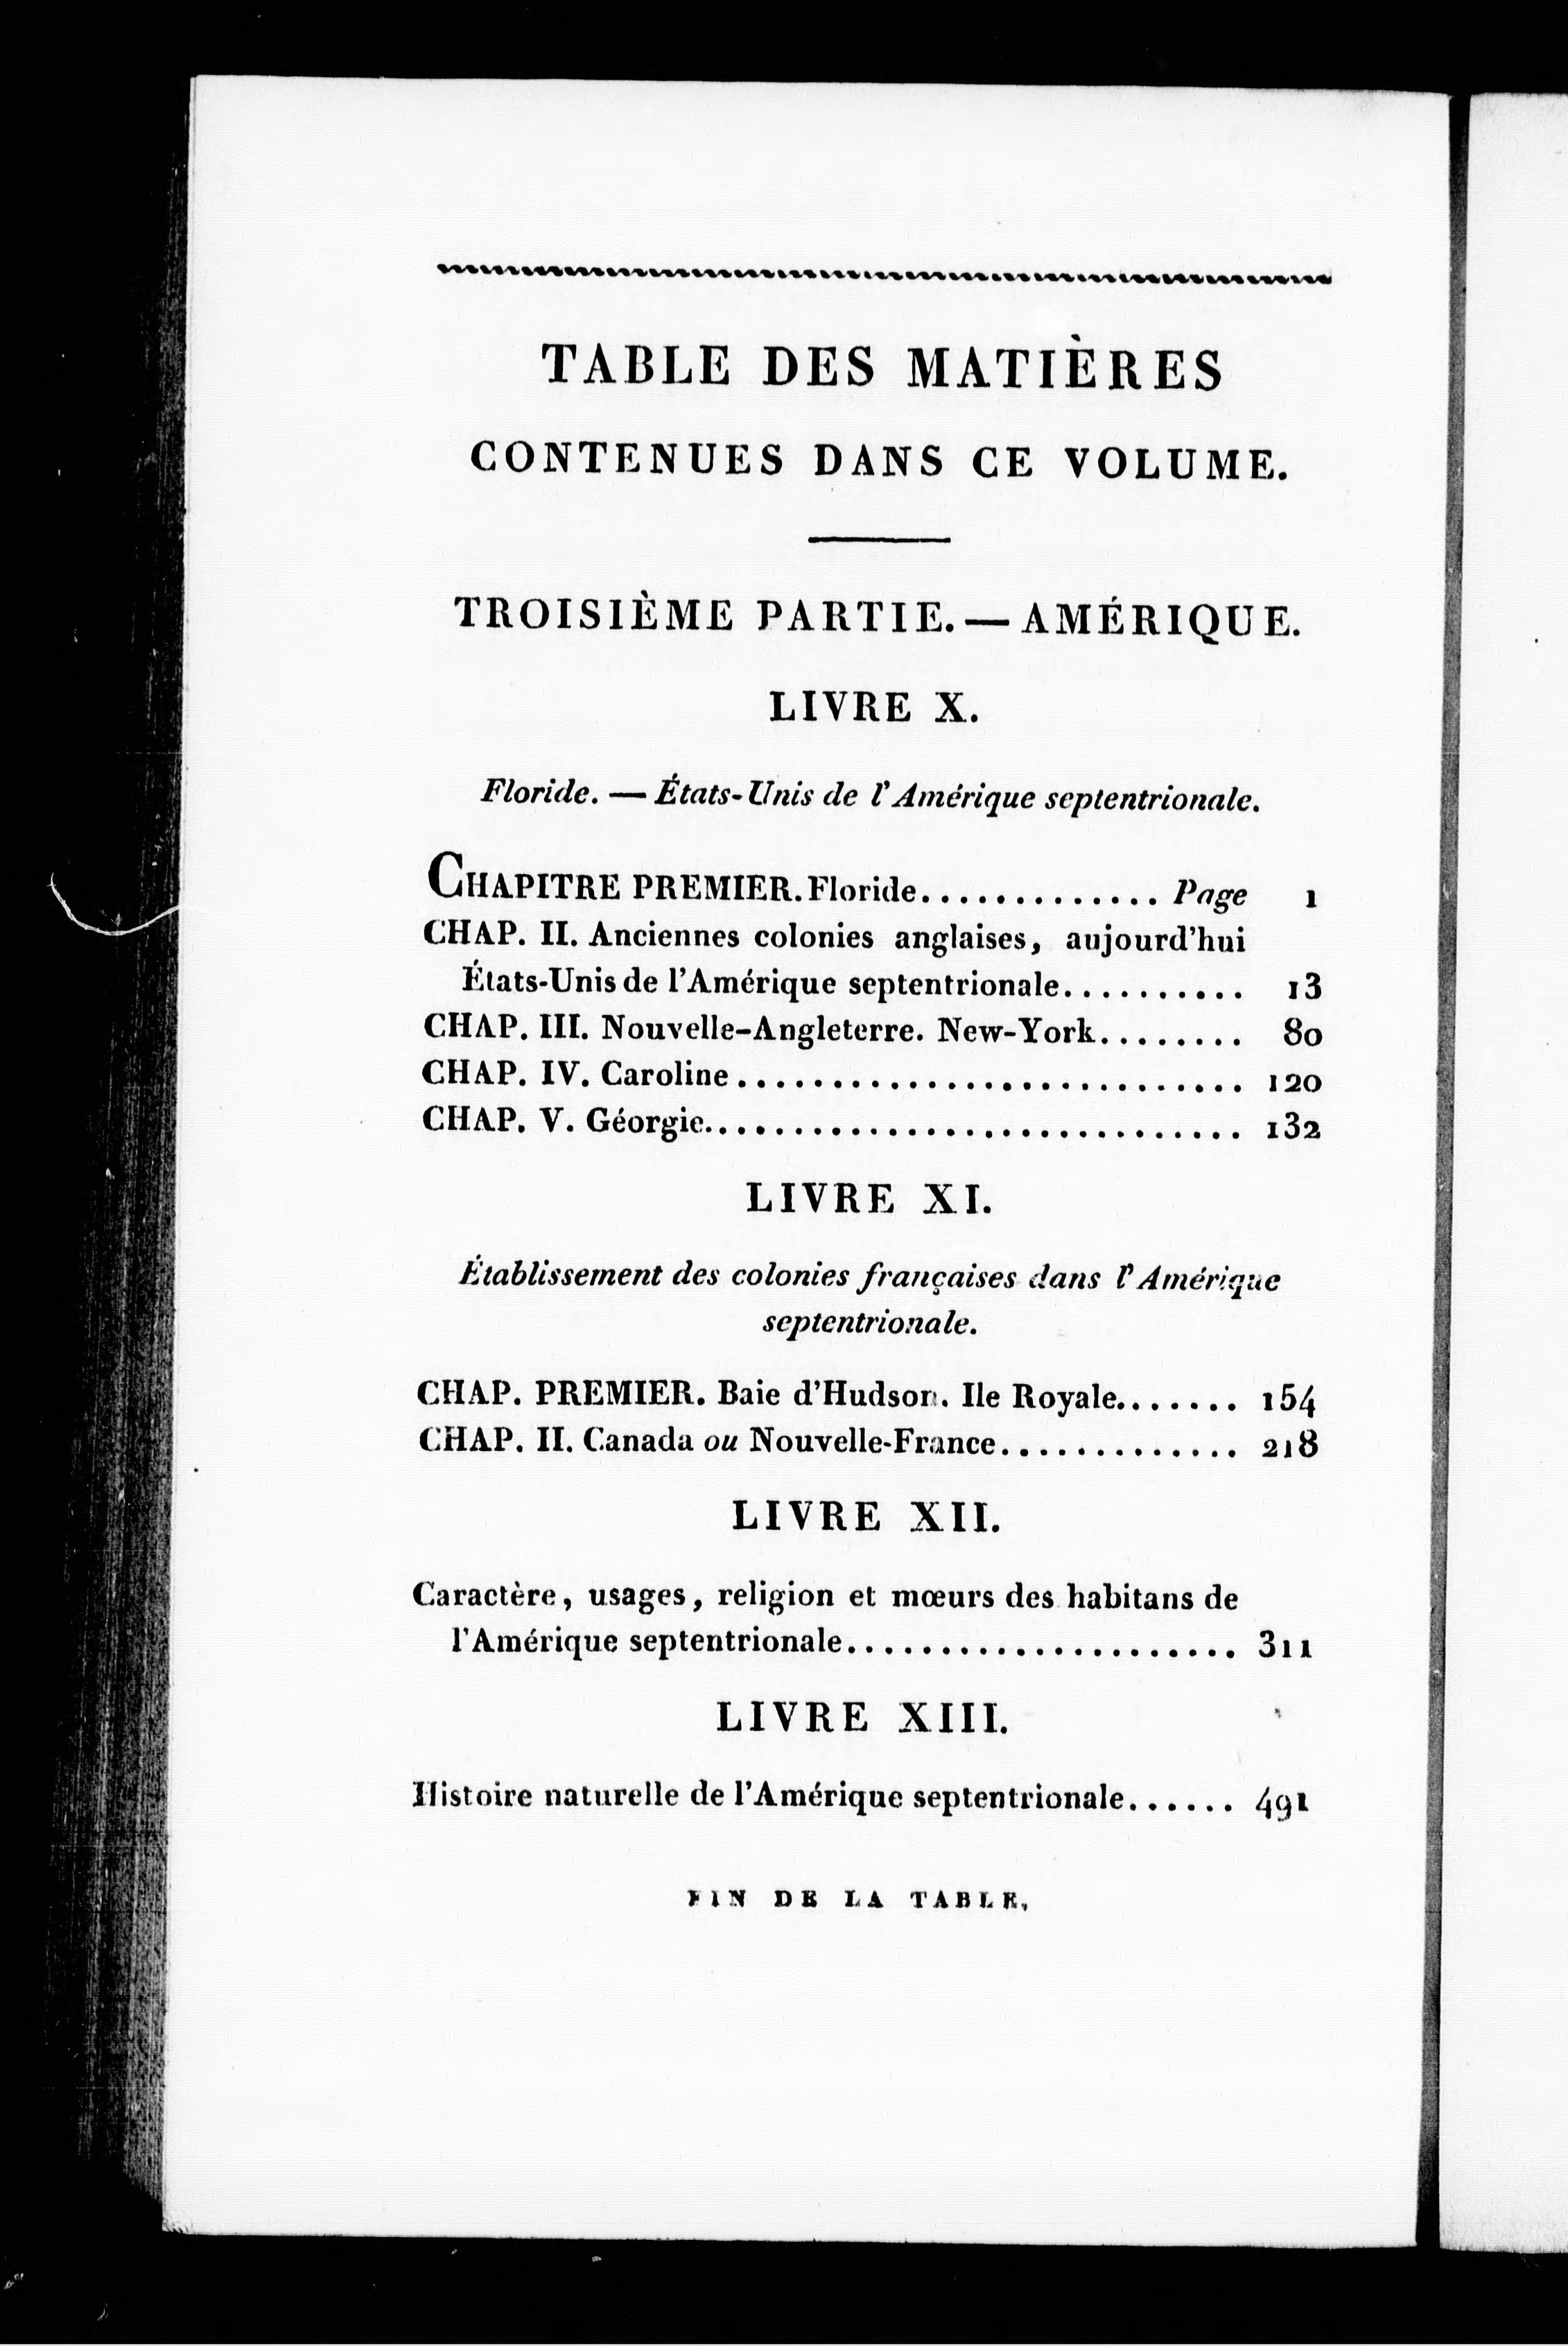 TABLE DES MATIÈRES
CONTENUES DANS CE VOLUME.
TROISIÈME PARTIE. — AMÉRIQUE.
LIVRE X.
Floride. — États-Unis de l'Amérique septentrionale.
CHAPITRE PREMIER. Floride.............. Page 1
CHAP. II. Anciennes colonies anglaises, aujourd'hui
États-Unis de l'Amérique septentrionale.......... 13
CHAP. III. Nouvelle-Angleterre. New-York........ 80
CHAP. IV. Caroline........................... 120
CHAP. V. Géorgie............................. 132
LIVRE XI.
Établissement des colonies françaises dans l'Amérique
septentrionale.
CHAP. PREMIER. Baie d'Hudson. Ile Royale....... 154
CHAP. II. Canada ou Nouvelle-France............. 218
LIVRE XII.
Caractère, usages, religion et mœurs des habitans de
l'Amérique septentrionale..................... 311
LIVRE XIII.
Histoire naturelle de l'Amérique septentrionale...... 491
FIN DE LA TABLE.